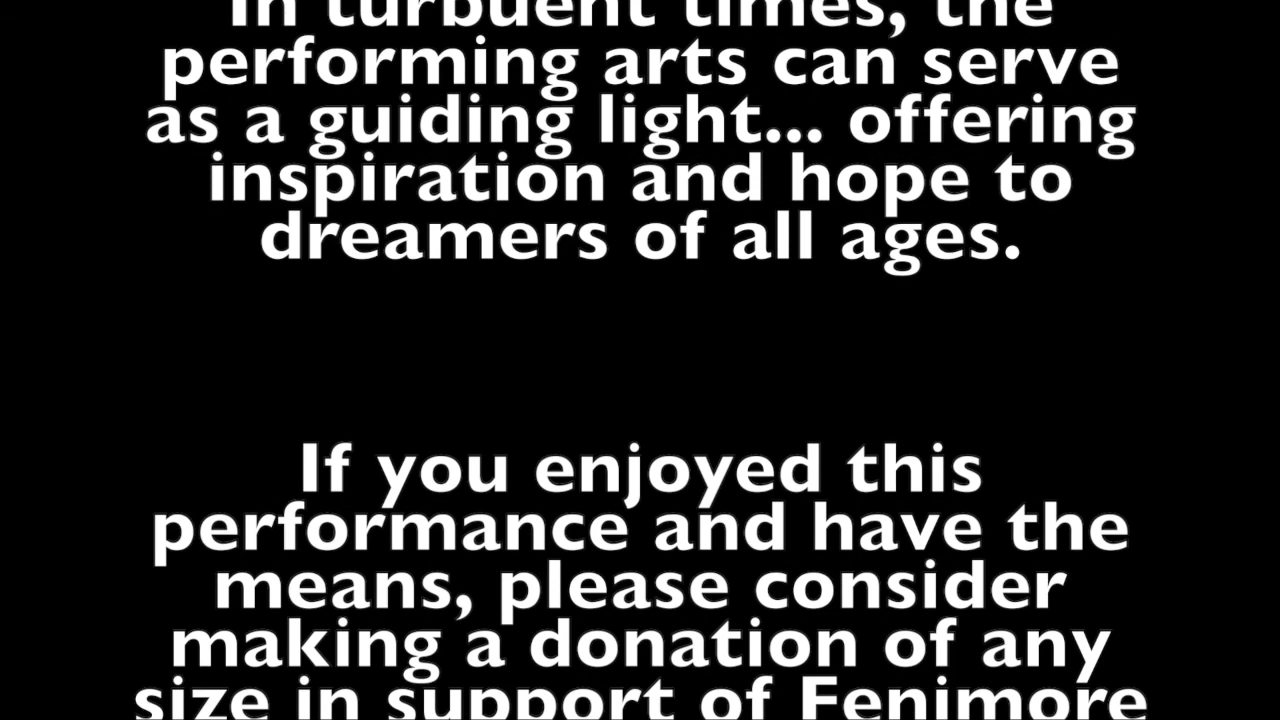 In turbuent times, the
performing arts can serve
as a guiding light... offering
inspiration and hope to
dreamers of all ages.
If you enjoyed this
performance and have the
means, please consider
making a donation of any
size in support of Fenimore